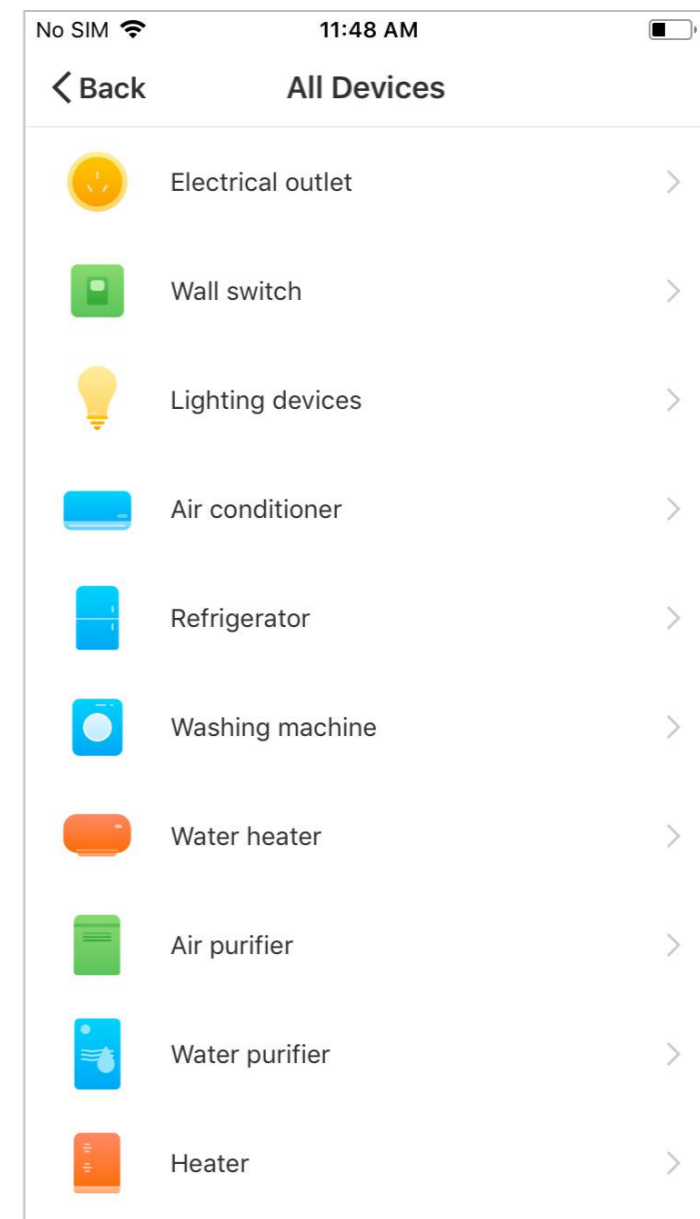 No SIM 11:48 AM
Back All Devices
Electrical outlet
Wall switch
Lighting devices
Air conditioner
Refrigerator
Washing machine
Water heater
Air purifier
Water purifier
Heater